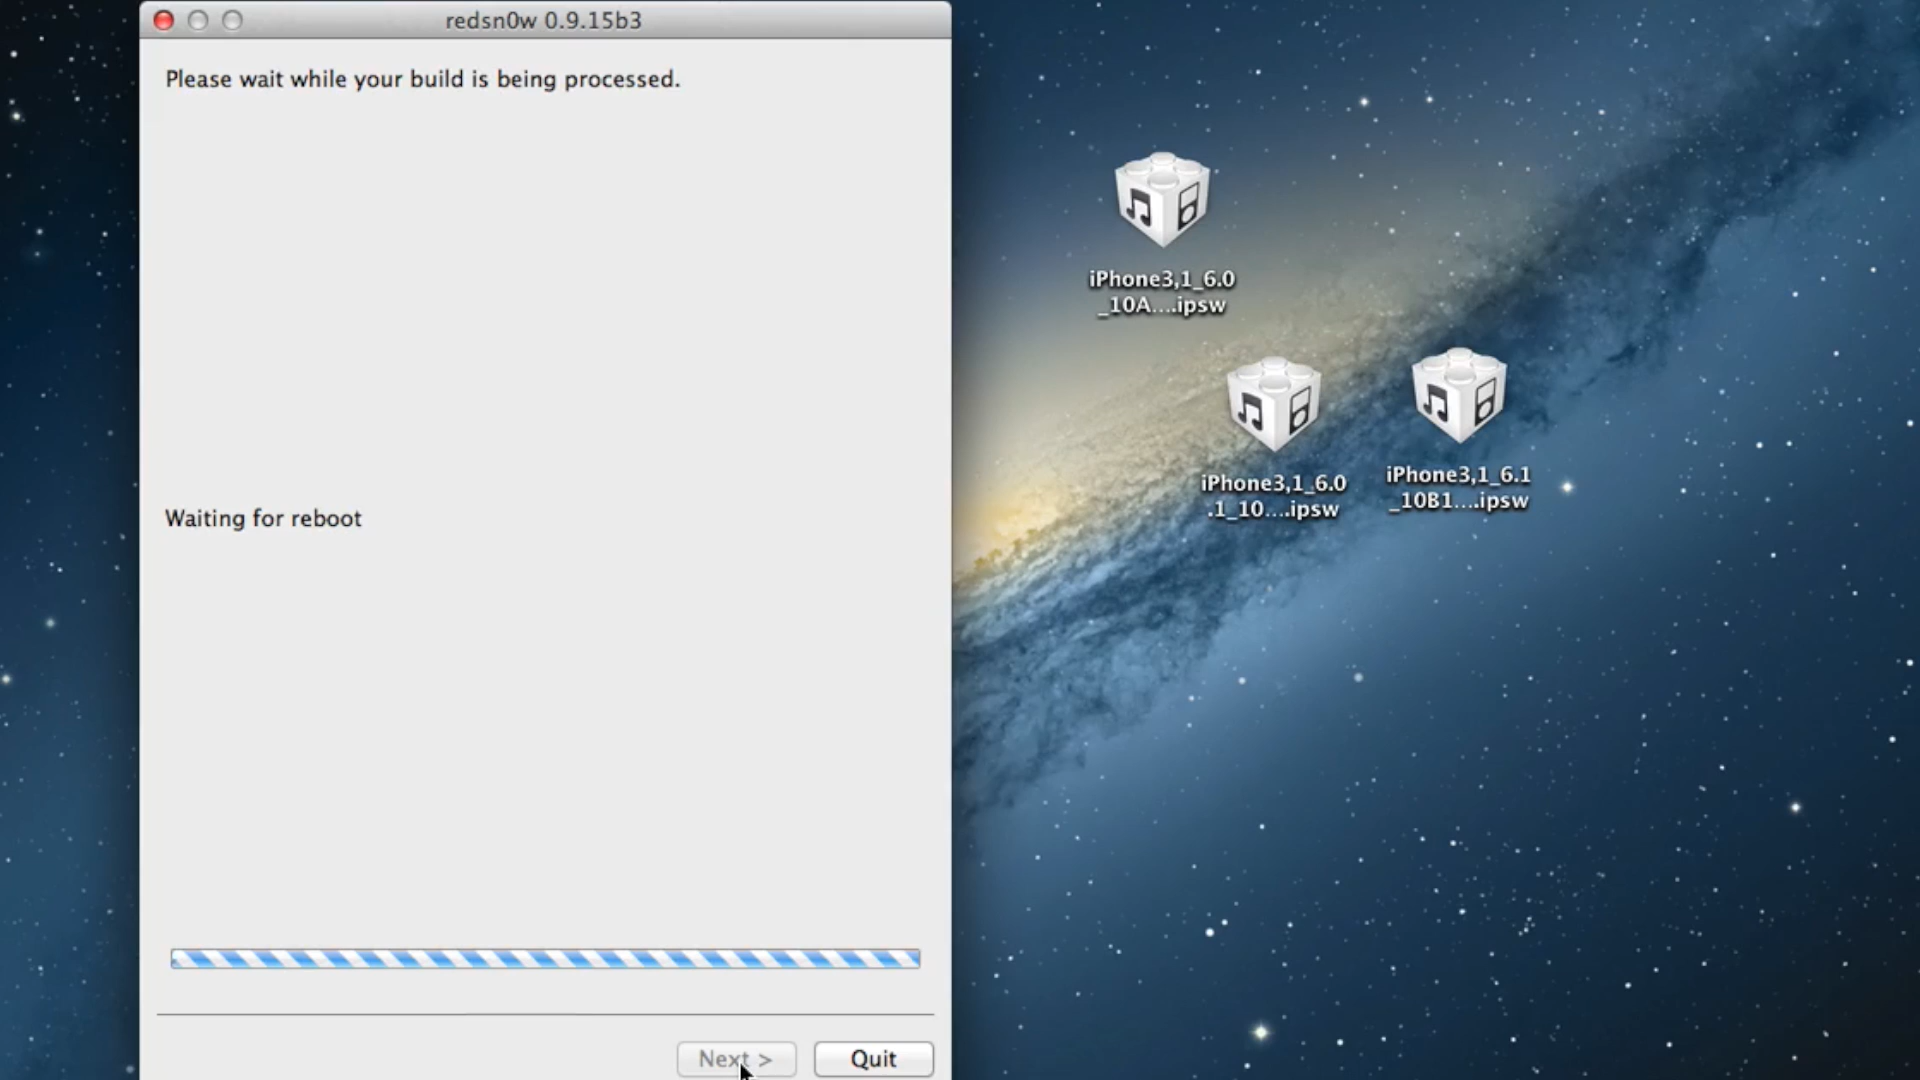 redsn0w 0.9.15b3
Please wait while your build is being processed.
Waiting for reboot
Next >
Quit
iPhone3,1_6.0
_10A....ipsw
iPhone3,1_6.0
.1_10....ipsw
iPhone3,1_6.1
_10B1....ipsw